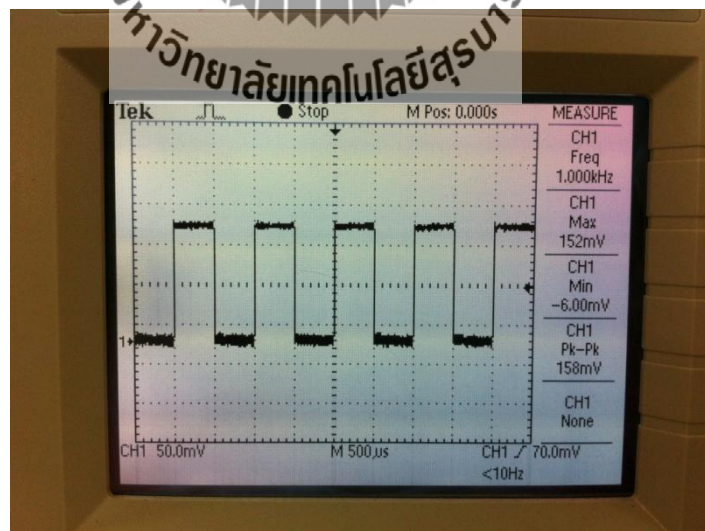 มหาวิทยาลัยเทคโนโลยีสุรนารี
Tek Stop M Pos: 0.000s MEASURE
CH1
Freq
1.000kHz
CH1
Max
152mV
CH1
Min
-6.00mV
CH1
Pk-Pk
158mV
CH1
None
1
CH1 50.0mV M 500µs CH1 70.0mV
<10Hz